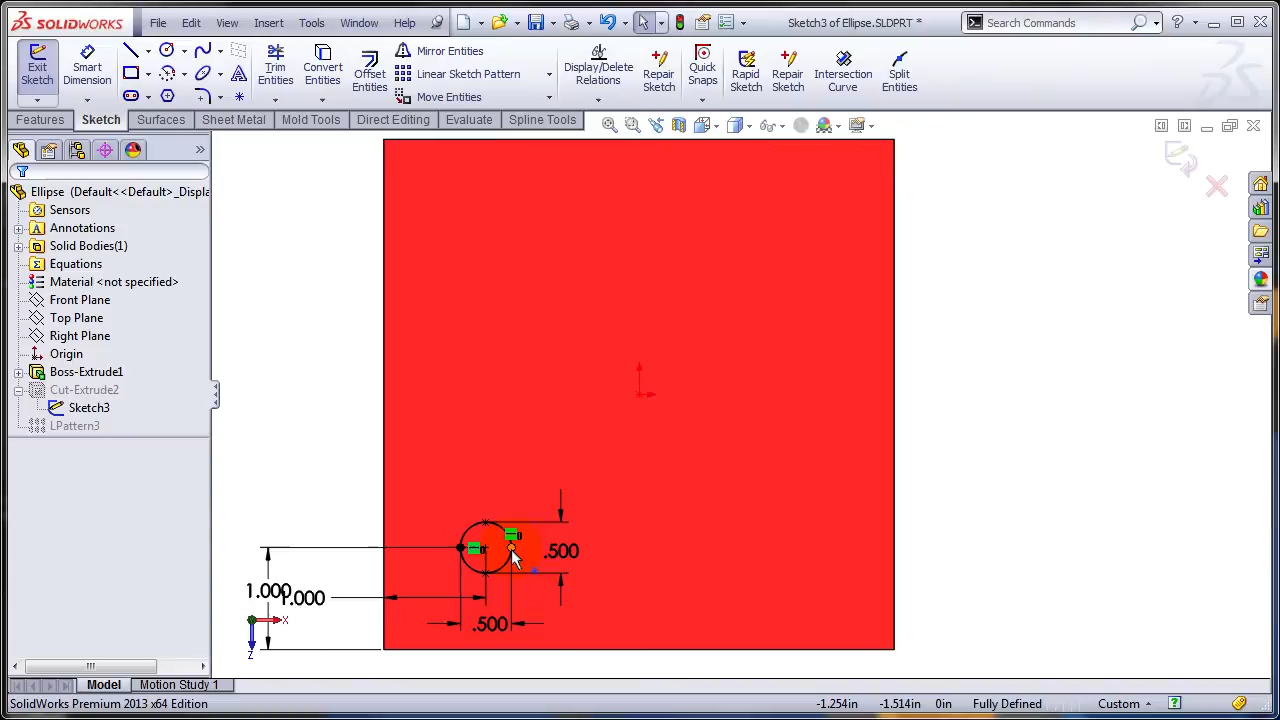 SOLIDWORKS File Edit View Insert Tools Window Help Sketch3 of Ellipse.SLDPRT * Search Commands
Exit Sketch
Smart Dimension
Trim Entities
Convert Entities
Offset Entities
Mirror Entities
Linear Sketch Pattern
Move Entities
Display/Delete Relations
Repair Sketch
Quick Snaps
Rapid Sketch
Repair Sketch
Intersection Curve
Split Entities
Features Sketch Surfaces Sheet Metal Mold Tools Direct Editing Evaluate Spline Tools
Ellipse (Default<<Default>_Displa
Sensors
Annotations
Solid Bodies(1)
Equations
Material <not specified>
Front Plane
Top Plane
Right Plane
Origin
Boss-Extrude1
Cut-Extrude2
Sketch3
LPattern3
0
0
.500
1.000
1.000
.500
X
Z
Model Motion Study 1
SolidWorks Premium 2013 x64 Edition -1.254in -1.514in 0in Fully Defined Custom